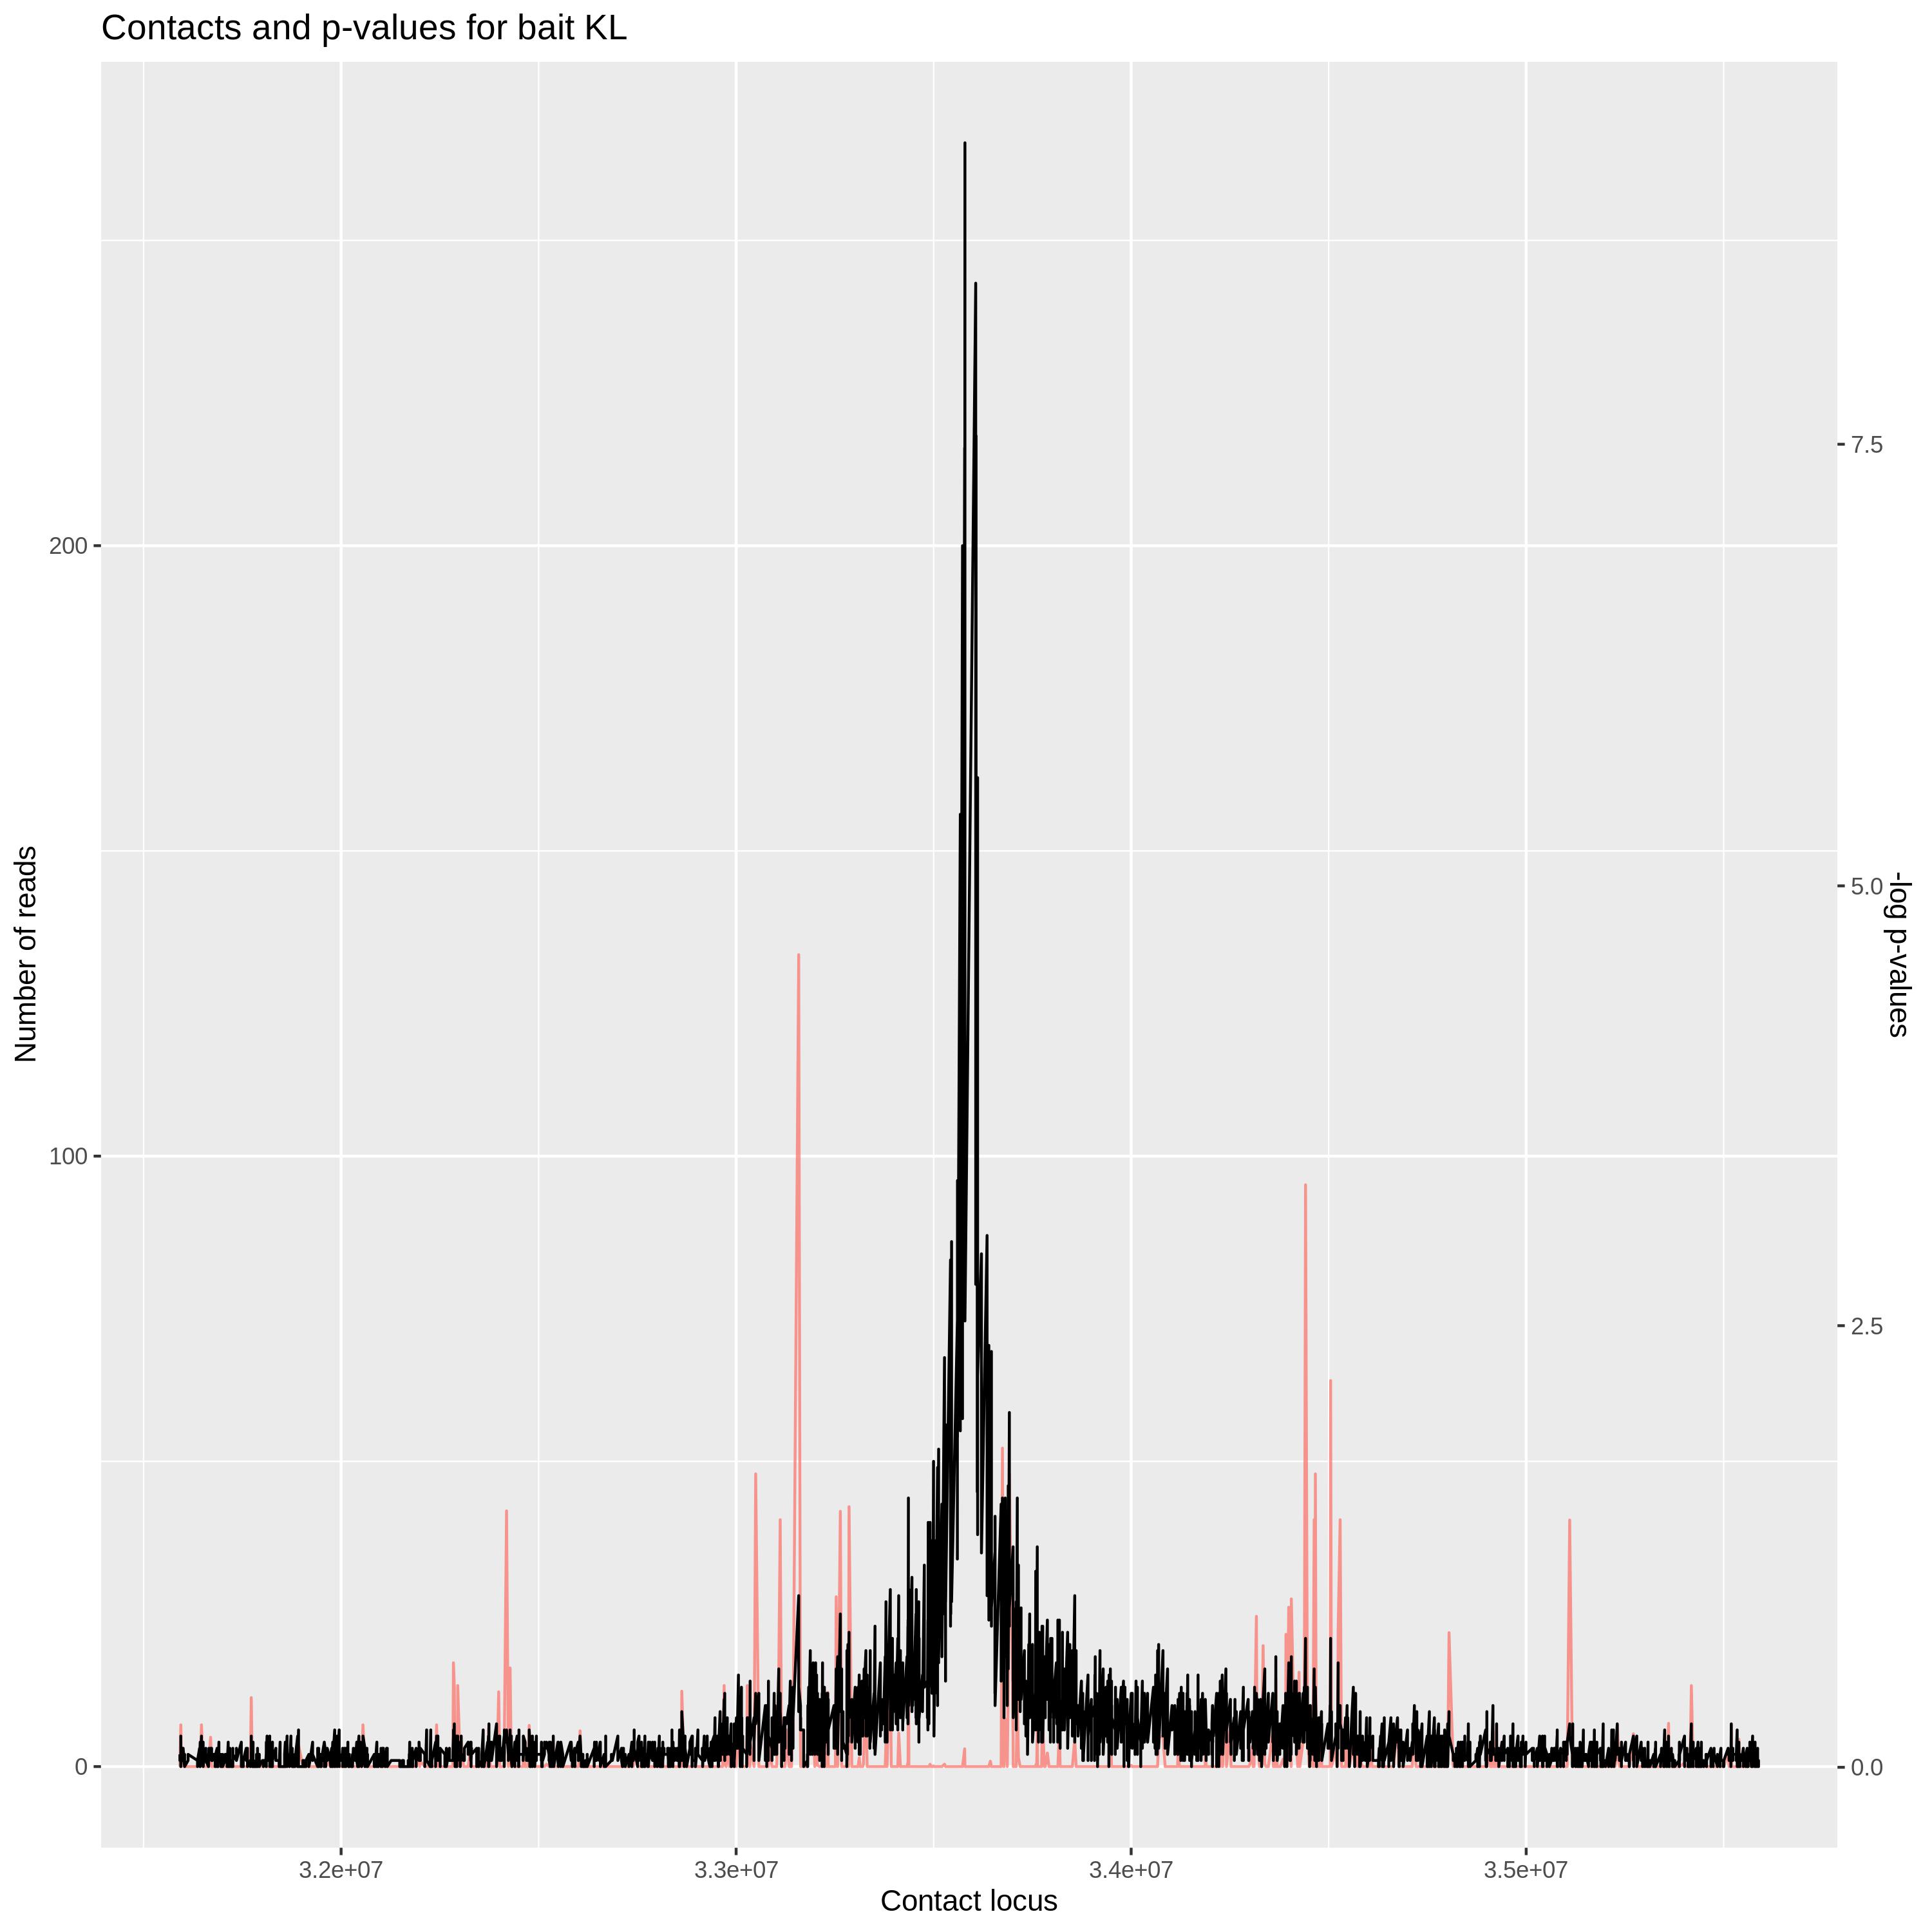 Contacts and p-values for bait KL
Number of reads
200
100
0
7.5
5.0
2.5
0.0
-log p-values
3.2e+07
3.3e+07
3.4e+07
3.5e+07
Contact locus